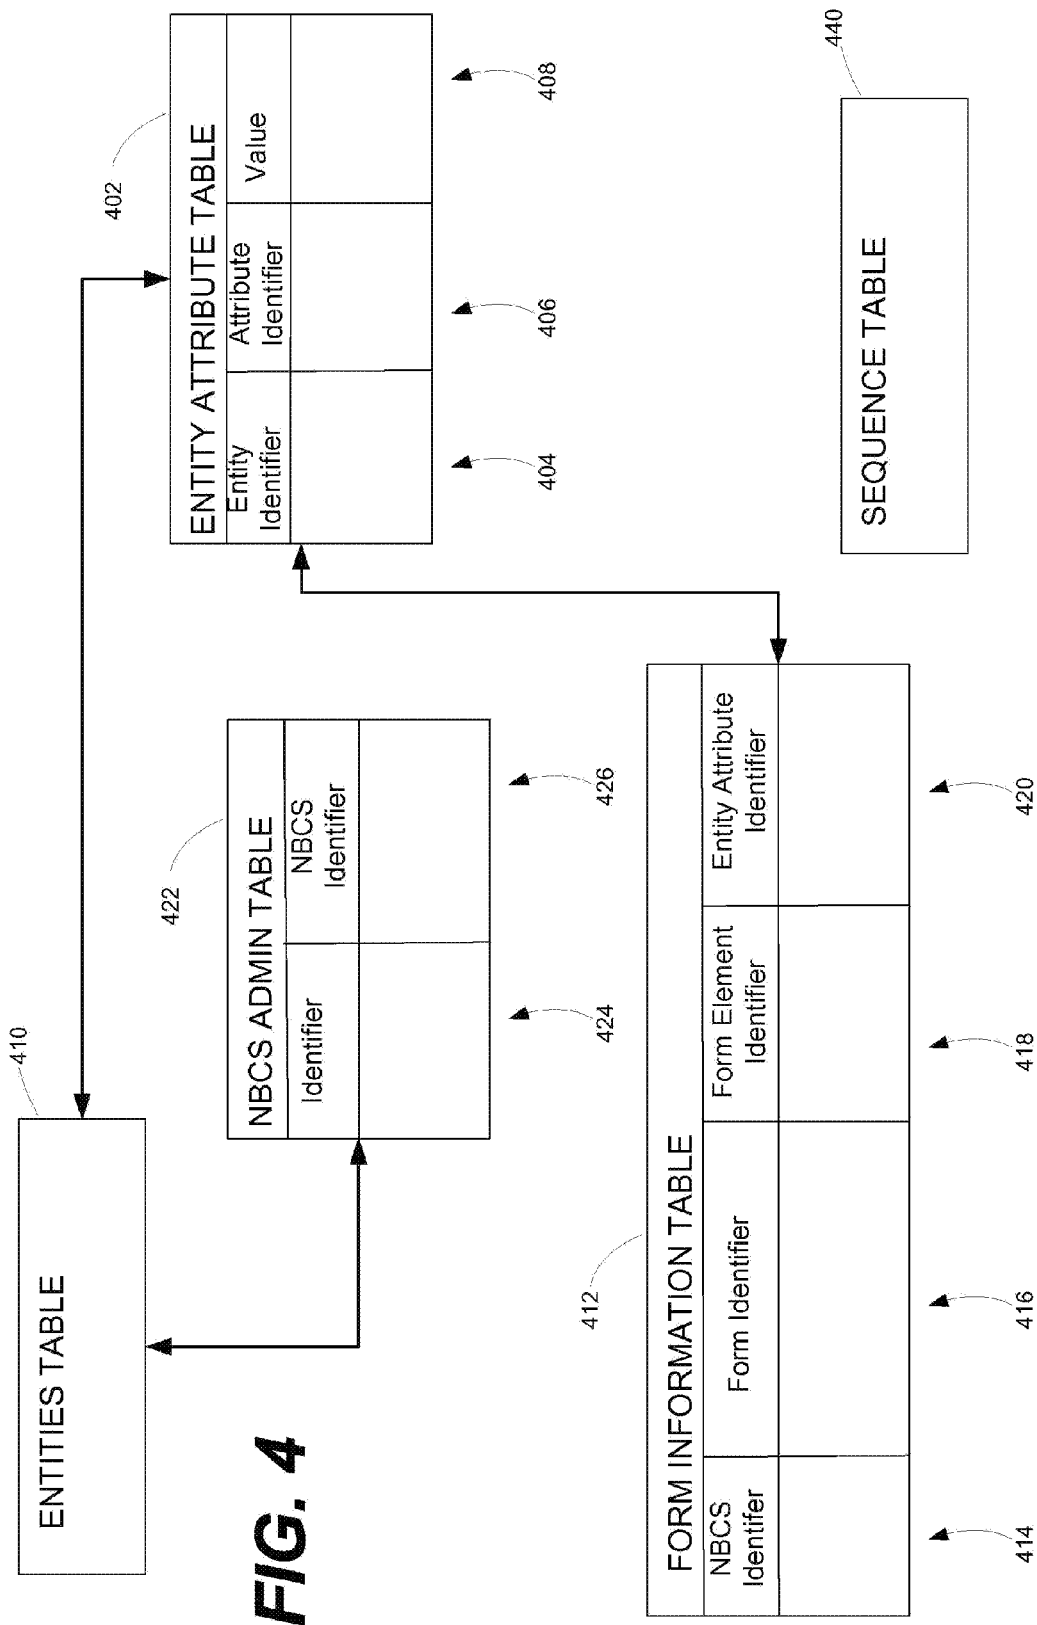 ENTITIES TABLE
410
402
ENTITY ATTRIBUTE TABLE
Entity
Identifier
Attribute
Identifier
Value
404
406
408
422
NBCS ADMIN TABLE
Identifier
NBCS
Identifier
424
426
412
FORM INFORMATION TABLE
NBCS
Identifer
Form Identifier
Form Element
Identifier
Entity Attribute
Identifier
414
416
418
420
440
SEQUENCE TABLE
FIG. 4